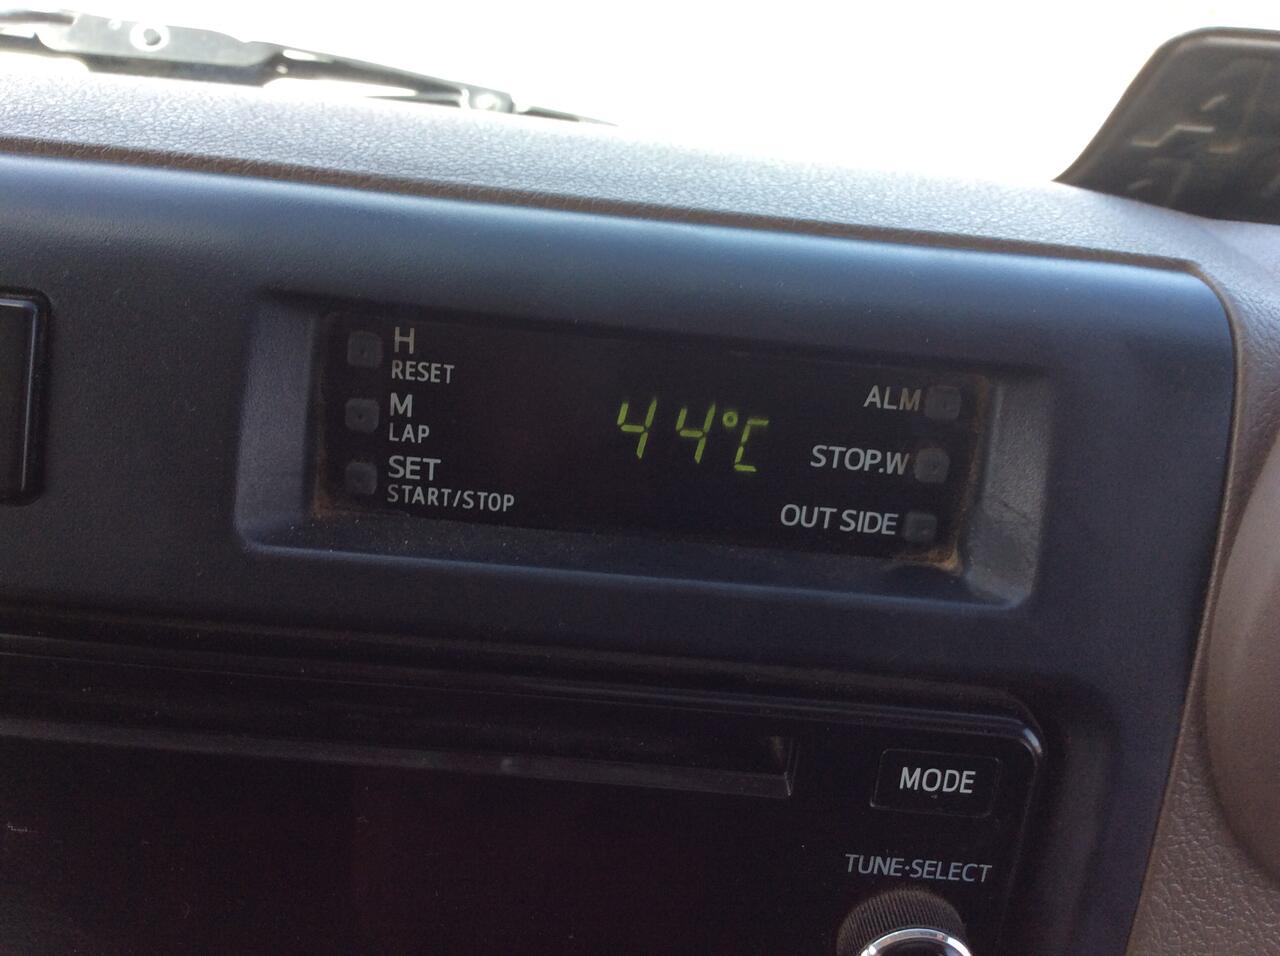 H
RESET
M
LAP
SET
START/STOP
44°C
ALM
STOP.W
OUT SIDE
MODE
TUNE·SELECT